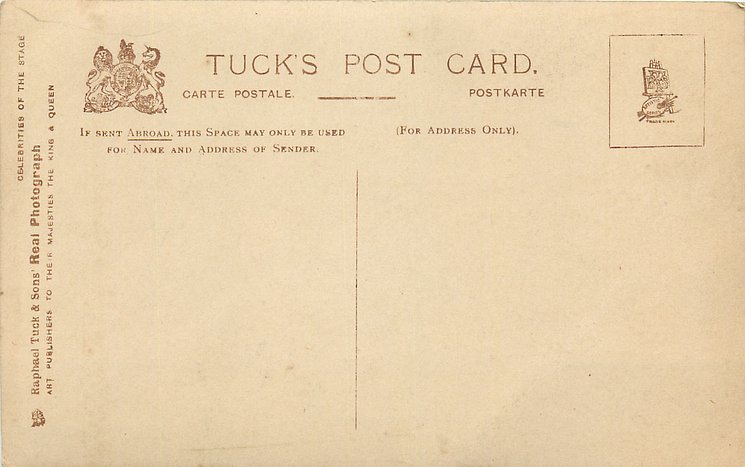 TUCK'S POST CARD.
CARTE POSTALE. POSTKARTE
IF SENT ABROAD, THIS SPACE MAY ONLY BE USED
FOR NAME AND ADDRESS OF SENDER.
(FOR ADDRESS ONLY).
TRADE MARK
CELEBRITIES OF THE STAGE
Raphael Tuck & Sons' Real Photograph
ART PUBLISHERS TO THEIR MAJESTIES THE KING & QUEEN